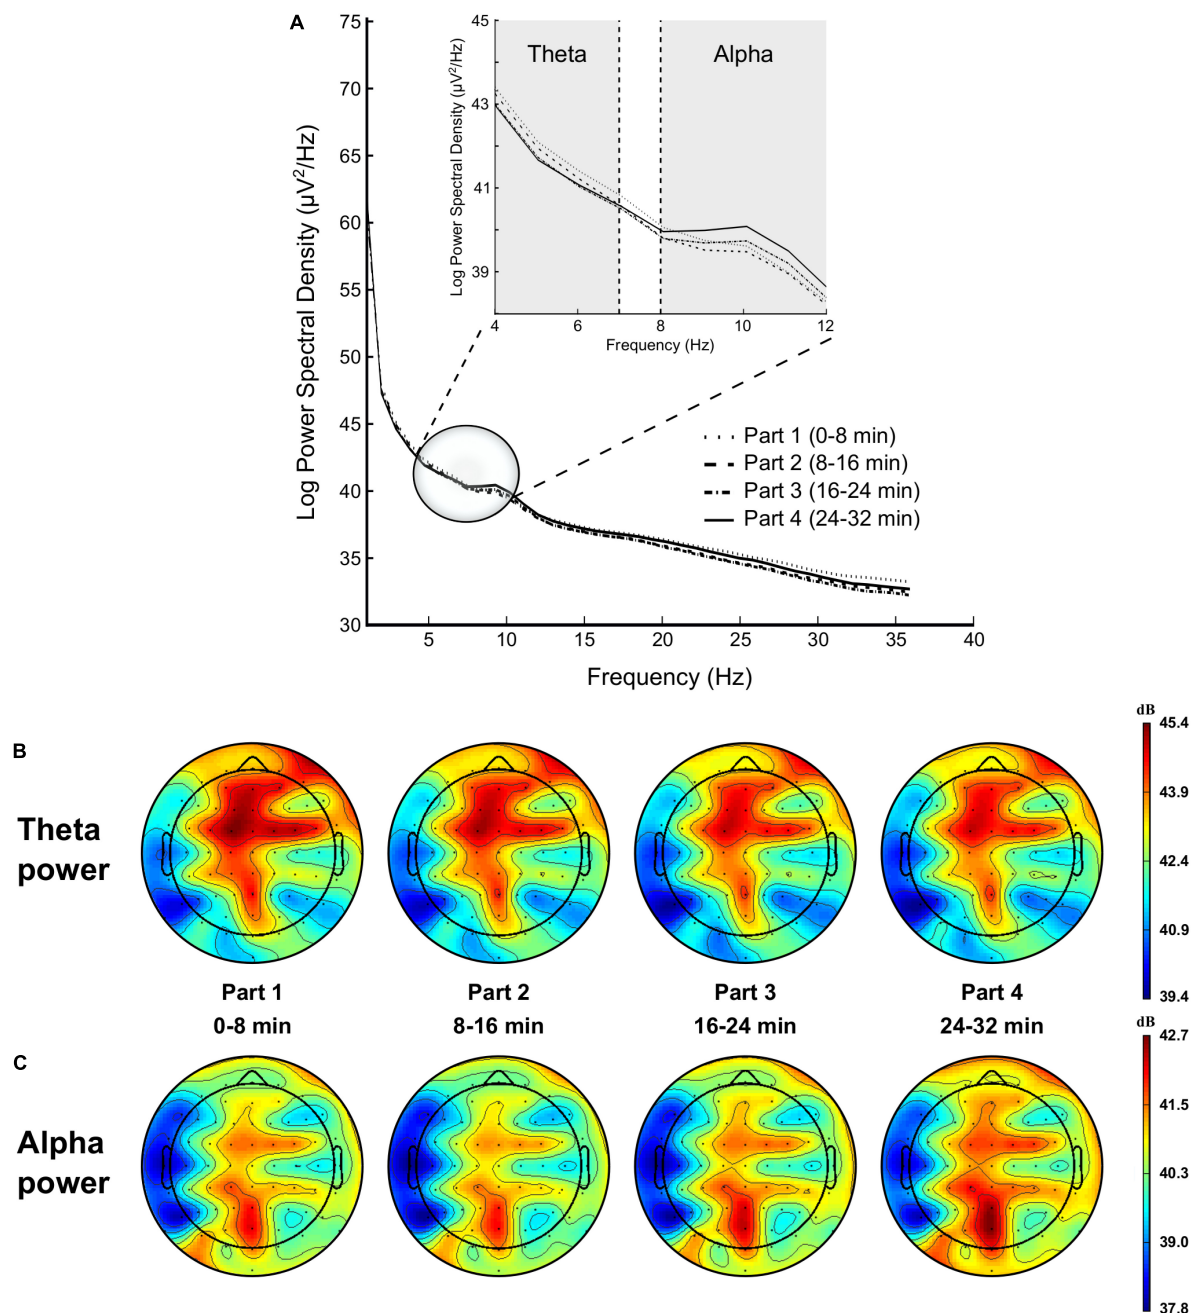 A
75
70
65
60
55
50
45
40
35
30
Log Power Spectral Density (µV²/Hz)
5
10
15
20
25
30
35
40
Frequency (Hz)
45
43
41
39
Log Power Spectral Density (µV²/Hz)
Theta
Alpha
4
6
8
10
12
Frequency (Hz)
Part 1 (0-8 min)
Part 2 (8-16 min)
Part 3 (16-24 min)
Part 4 (24-32 min)
B
Theta
power
dB
45.4
43.9
42.4
40.9
39.4
Part 1
0-8 min
Part 2
8-16 min
Part 3
16-24 min
Part 4
24-32 min
C
Alpha
power
dB
42.7
41.5
40.3
39.0
37.8